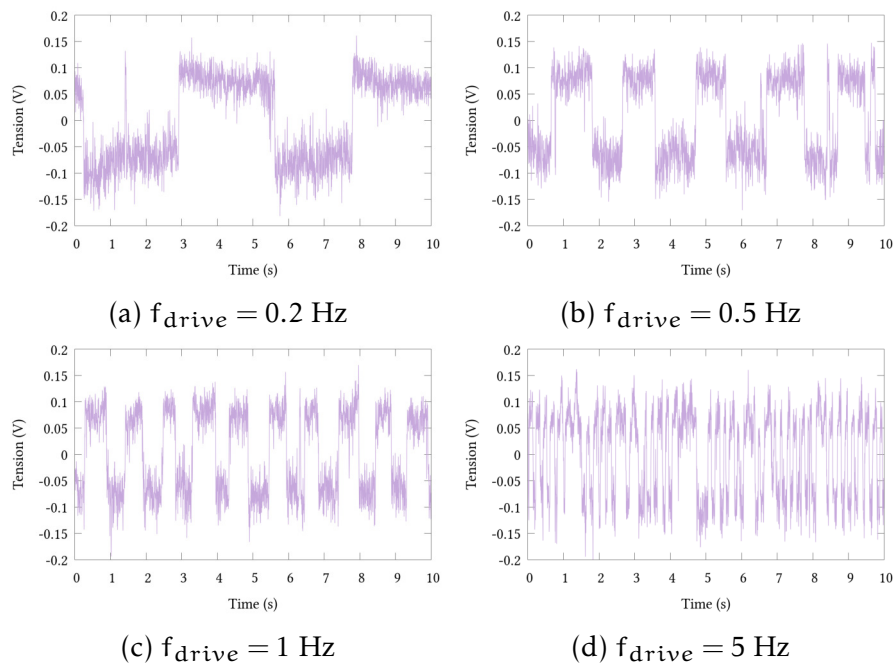 0.2
0.15
0.1
0.05
0
-0.05
-0.1
-0.15
-0.2
Tension (V)
0 1 2 3 4 5 6 7 8 9 10
Time (s)
(a) f_drive = 0.2 Hz
0.2
0.15
0.1
0.05
0
-0.05
-0.1
-0.15
-0.2
Tension (V)
0 1 2 3 4 5 6 7 8 9 10
Time (s)
(b) f_drive = 0.5 Hz
0.2
0.15
0.1
0.05
0
-0.05
-0.1
-0.15
-0.2
Tension (V)
0 1 2 3 4 5 6 7 8 9 10
Time (s)
(c) f_drive = 1 Hz
0.2
0.15
0.1
0.05
0
-0.05
-0.1
-0.15
-0.2
Tension (V)
0 1 2 3 4 5 6 7 8 9 10
Time (s)
(d) f_drive = 5 Hz